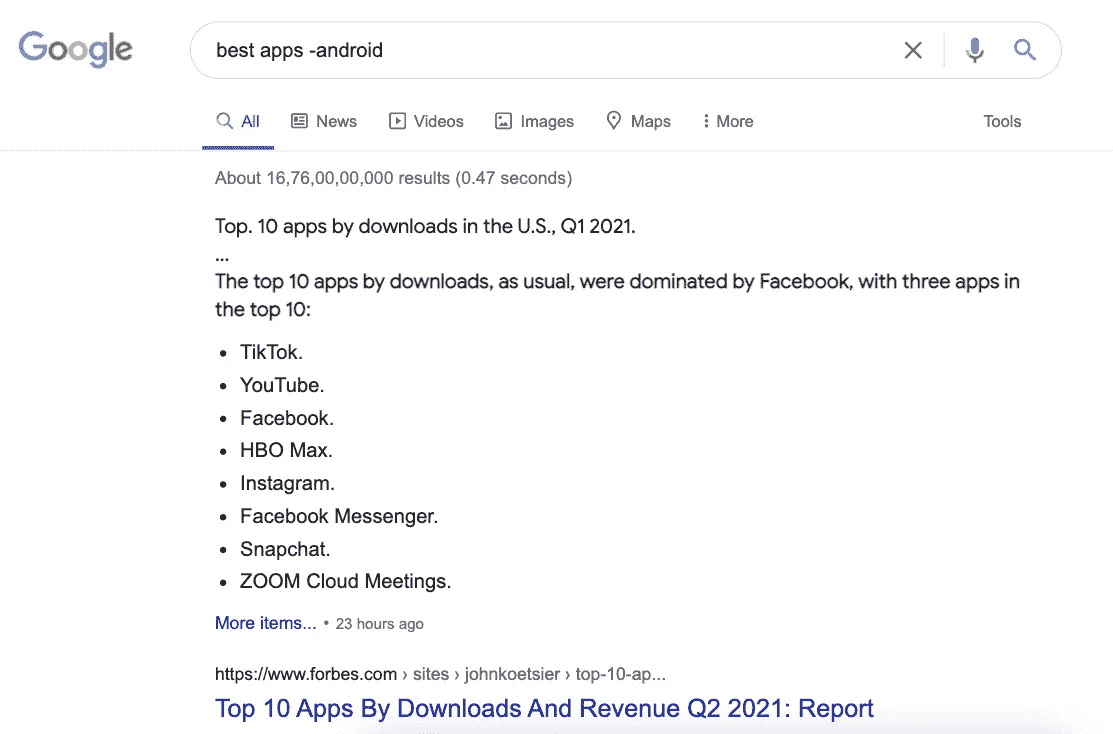 Google
best apps -android
All News Videos Images Maps More Tools
About 16,76,00,00,000 results (0.47 seconds)
Top. 10 apps by downloads in the U.S., Q1 2021.
...
The top 10 apps by downloads, as usual, were dominated by Facebook, with three apps in
the top 10:
• TikTok.
• YouTube.
• Facebook.
• HBO Max.
• Instagram.
• Facebook Messenger.
• Snapchat.
• ZOOM Cloud Meetings.
More items... • 23 hours ago
https://www.forbes.com › sites › johnkoetsier › top-10-ap...
Top 10 Apps By Downloads And Revenue Q2 2021: Report